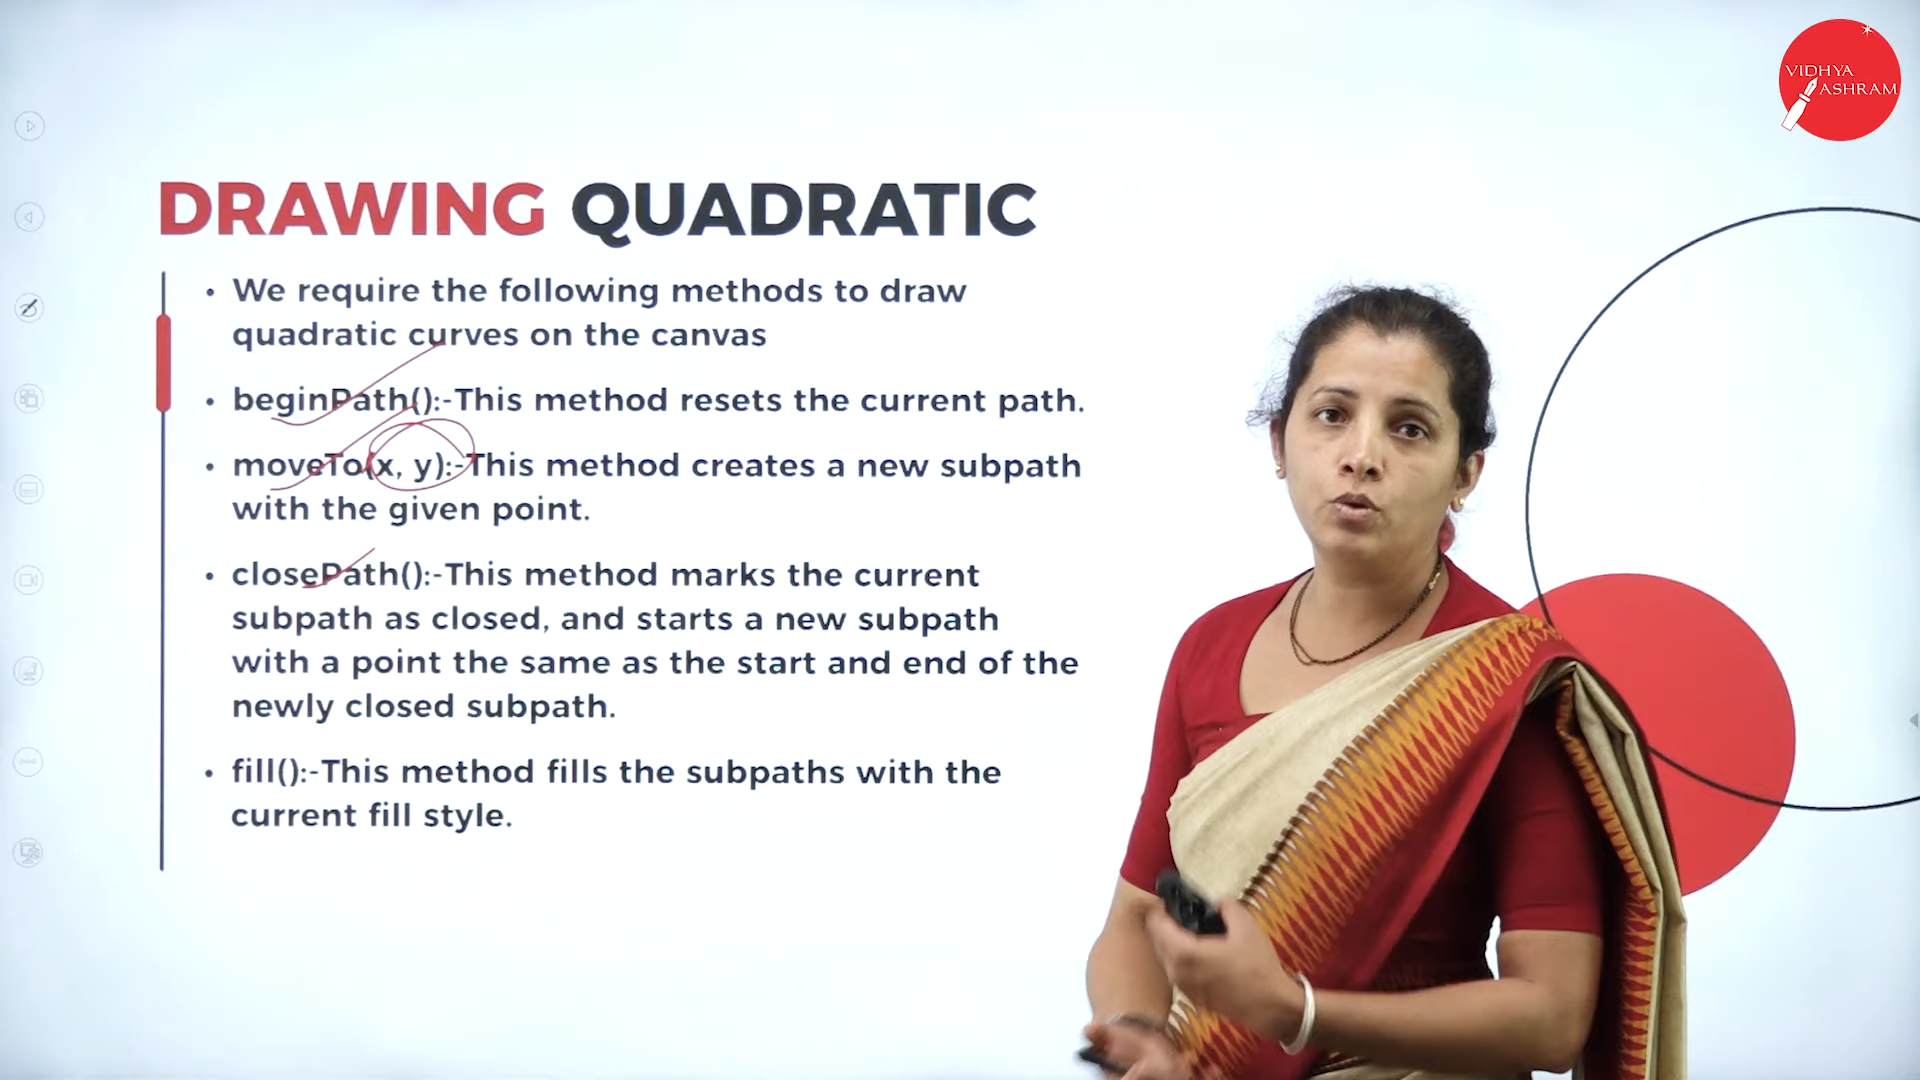 VIDHYA
ASHRAM
DRAWING QUADRATIC
• We require the following methods to draw
quadratic curves on the canvas
• beginPath():-This method resets the current path.
• moveTo(x, y):-This method creates a new subpath
with the given point.
• closePath():-This method marks the current
subpath as closed, and starts a new subpath
with a point the same as the start and end of the
newly closed subpath.
• fill():-This method fills the subpaths with the
current fill style.